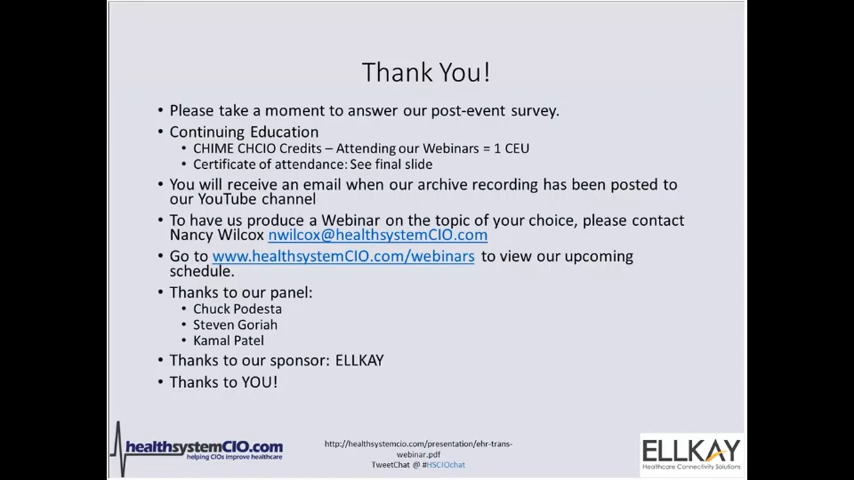 Thank You!
• Please take a moment to answer our post-event survey.
• Continuing Education
• CHIME CHCIO Credits – Attending our Webinars = 1 CEU
• Certificate of attendance: See final slide
• You will receive an email when our archive recording has been posted to
our YouTube channel
• To have us produce a Webinar on the topic of your choice, please contact
Nancy Wilcox nwilcox@healthsystemCIO.com
• Go to www.healthsystemCIO.com/webinars to view our upcoming
schedule.
• Thanks to our panel:
• Chuck Podesta
• Steven Goriah
• Kamal Patel
• Thanks to our sponsor: ELLKAY
• Thanks to YOU!
healthsystemCIO.com
helping CIOs improve healthcare
http://healthsystemcio.com/presentation/ehr-trans-
webinar.pdf
TweetChat @ #HSCIOchat
ELLKAY
Healthcare Connectivity Solutions